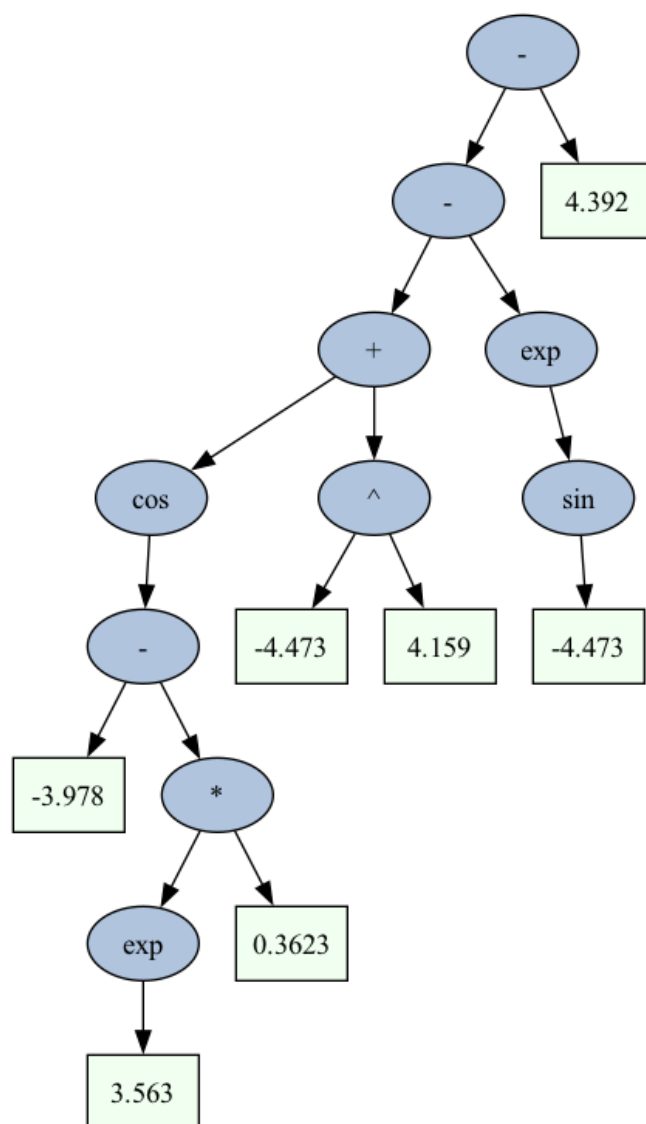 -
- 4.392
+ exp
cos ^ sin
- -4.473 4.159 -4.473
-3.978 *
exp 0.3623
3.563